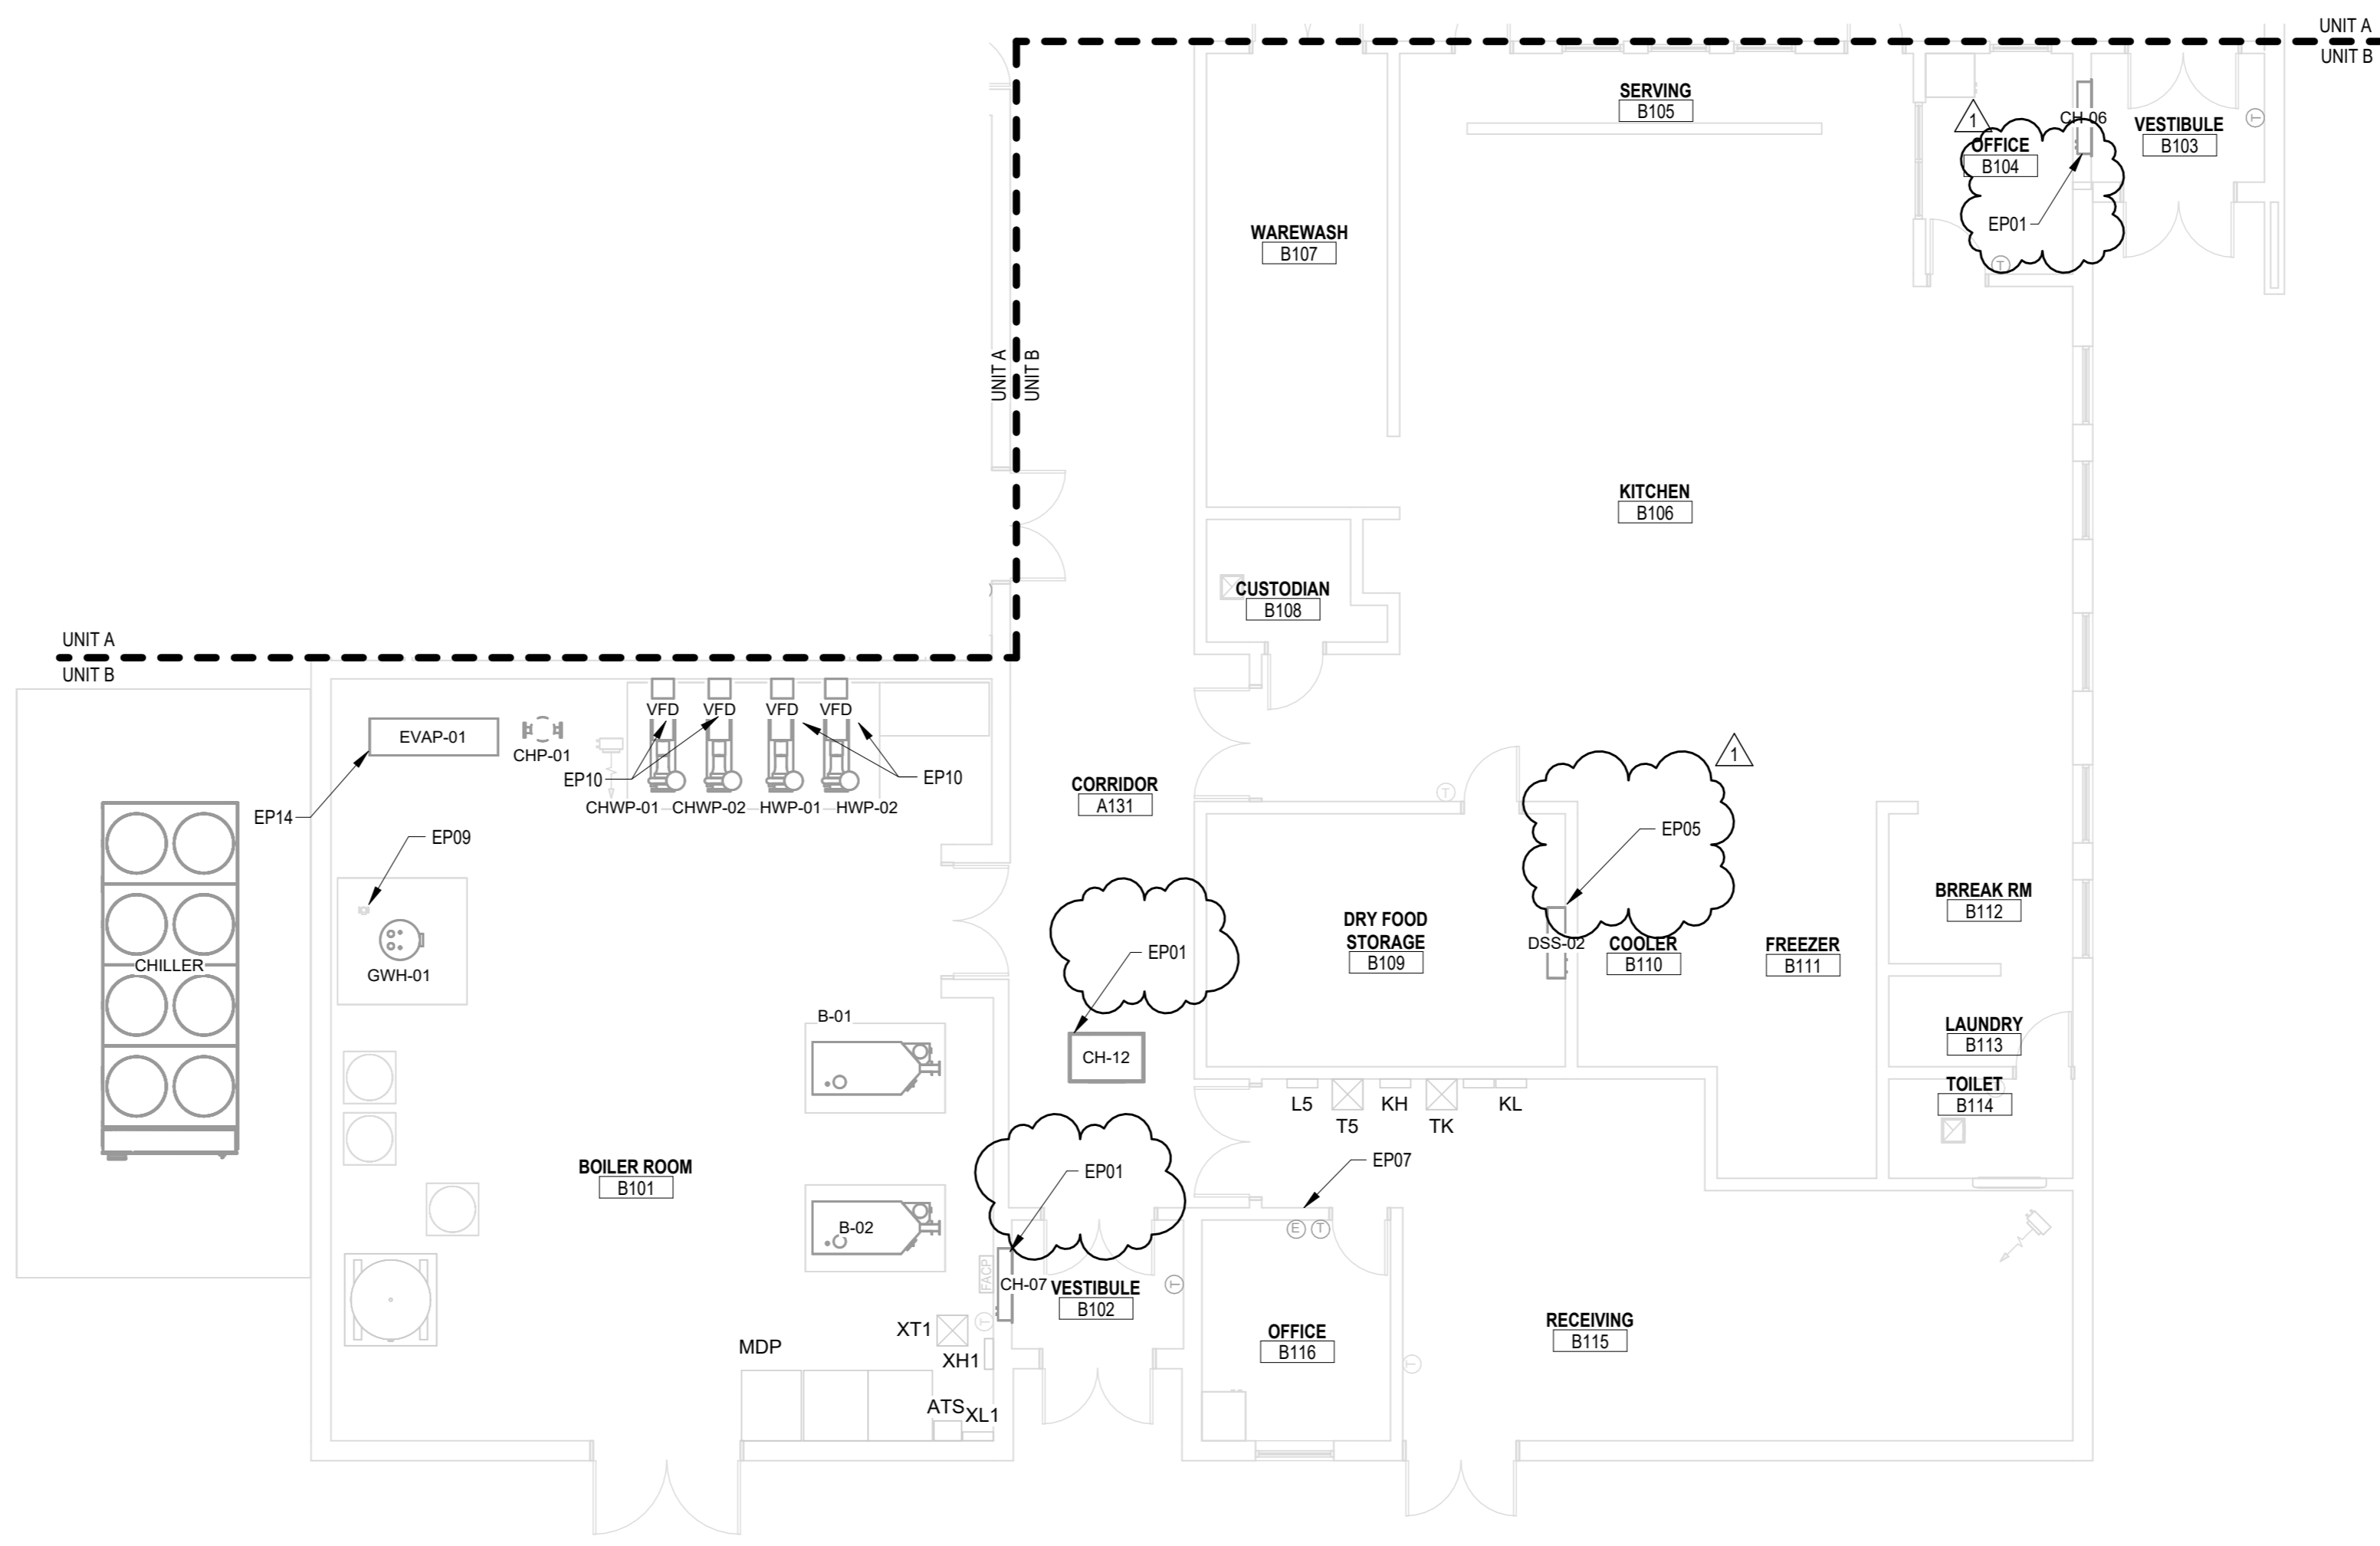 UNIT A
UNIT B
SERVING
B105
1
CH-06
VESTIBULE
B103
OFFICE
B104
EP01
T
T
WAREWASH
B107
UNIT A
UNIT B
KITCHEN
B106
CUSTODIAN
B108
UNIT A
UNIT B
VFD
VFD
VFD
VFD
EVAP-01
CHP-01
EP10
EP10
CHWP-01
CHWP-02
HWP-01
HWP-02
EP14
EP09
CORRIDOR
A131
T
1
EP05
BRREAK RM
B112
DRY FOOD
STORAGE
B109
DSS-02
COOLER
B110
FREEZER
B111
EP01
CHILLER
GWH-01
B-01
CH-12
LAUNDRY
B113
TOILET
B114
L5
T5
KH
TK
KL
EP07
BOILER ROOM
B101
EP01
B-02
E
T
FACP
CH-07
VESTIBULE
B102
T
T
XT1
XH1
MDP
ATS
XL1
OFFICE
B116
T
RECEIVING
B115